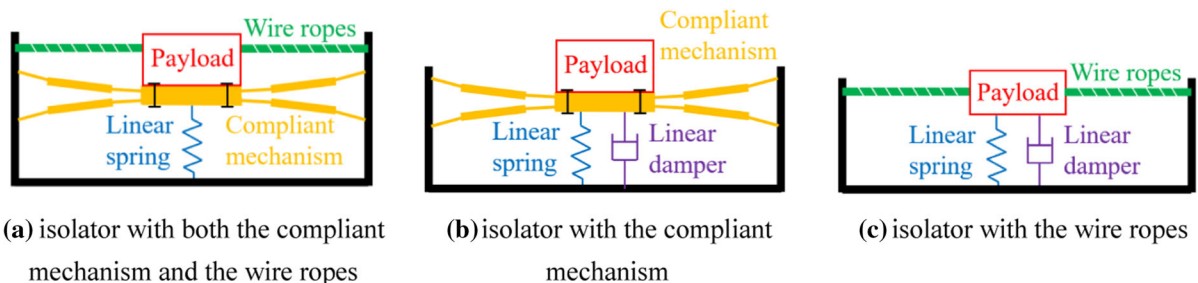 Wire ropes
Payload
Linear
spring
Compliant
mechanism
(a) isolator with both the compliant
mechanism and the wire ropes
Compliant
mechanism
Payload
Linear
spring
Linear
damper
(b) isolator with the compliant
mechanism
Wire ropes
Payload
Linear
spring
Linear
damper
(c) isolator with the wire ropes